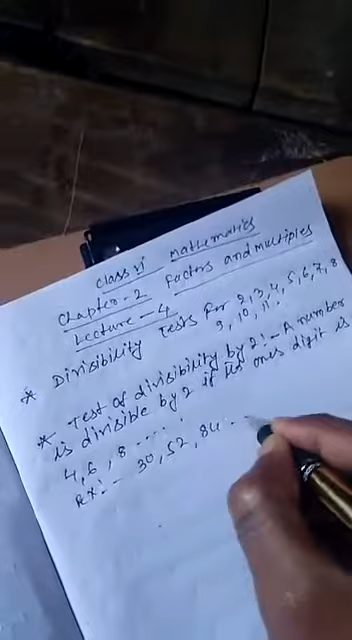 Class VI Mathematics
Chapter-2 Factors and Multiples
Lecture-4
* Divisibility Tests For 2,3,4,5,6,7,8
9,10,11..
* Test of divisibility by 2:- A number
is divisible by 2 if its ones digit is
4,6,8.....
Ex:- 30,52,84...